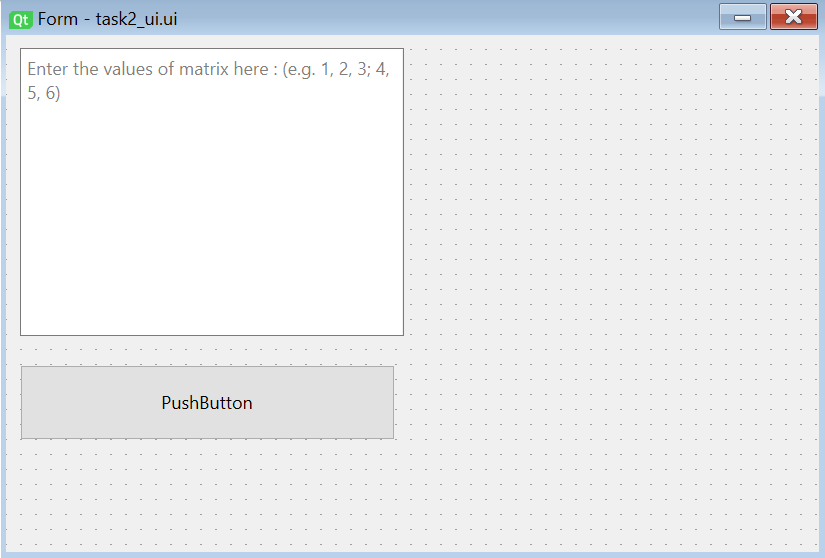 Qt Form - task2_ui.ui
Enter the values of matrix here : (e.g. 1, 2, 3; 4,
5, 6)
PushButton